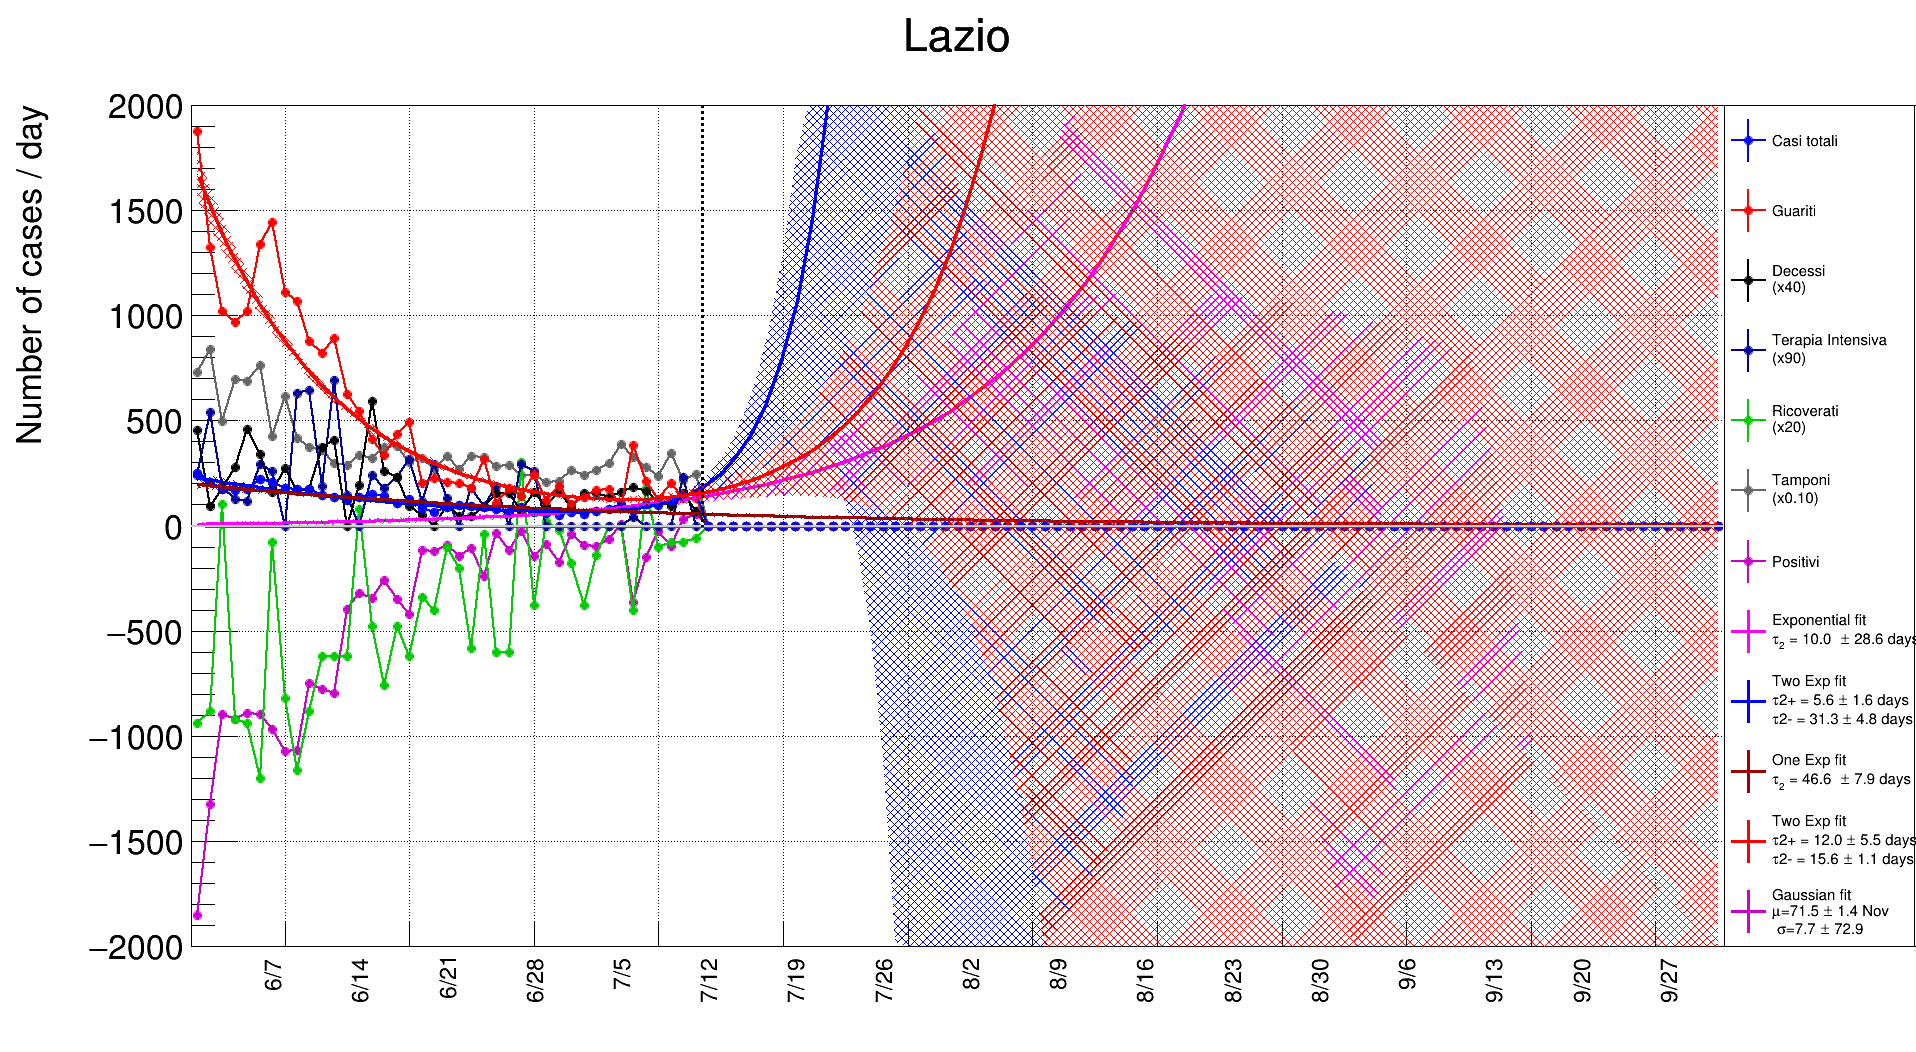 Lazio
Number of cases / day
2000
1500
1000
500
0
−500
−1000
−1500
−2000
6/7
6/14
6/21
6/28
7/5
7/12
7/19
7/26
8/2
8/9
8/16
8/23
8/30
9/6
9/13
9/20
9/27
Casi totali
Guariti
Decessi
(x40)
Terapia Intensiva
(x90)
Ricoverati
(x20)
Tamponi
(x0.10)
Positivi
Exponential fit
τ₂ = 10.0 ± 28.6 days
Two Exp fit
τ2+ = 5.6 ± 1.6 days
τ2- = 31.3 ± 4.8 days
One Exp fit
τ₂ = 46.6 ± 7.9 days
Two Exp fit
τ2+ = 12.0 ± 5.5 days
τ2- = 15.6 ± 1.1 days
Gaussian fit
μ=71.5 ± 1.4 Nov
σ=7.7 ± 72.9